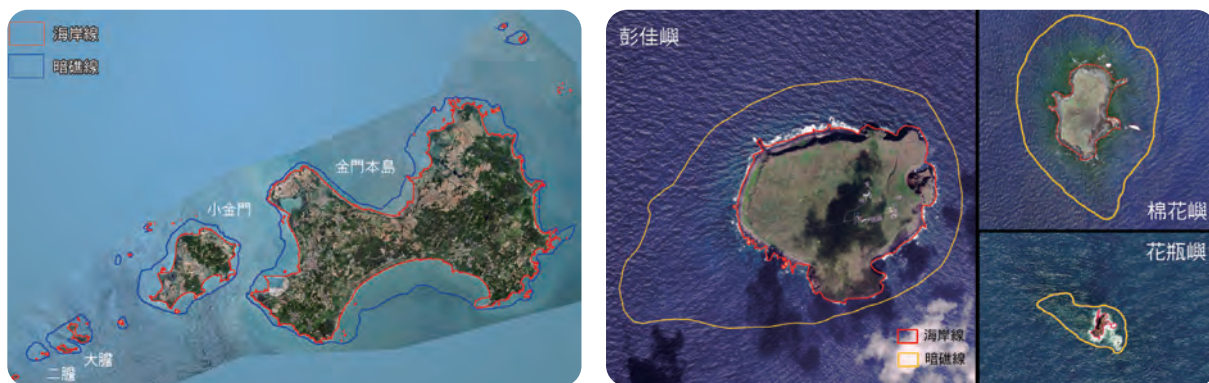 海岸線
暗礁線
金門本島
小金門
大膽
二膽
彭佳嶼
海岸線
暗礁線
棉花嶼
花瓶嶼